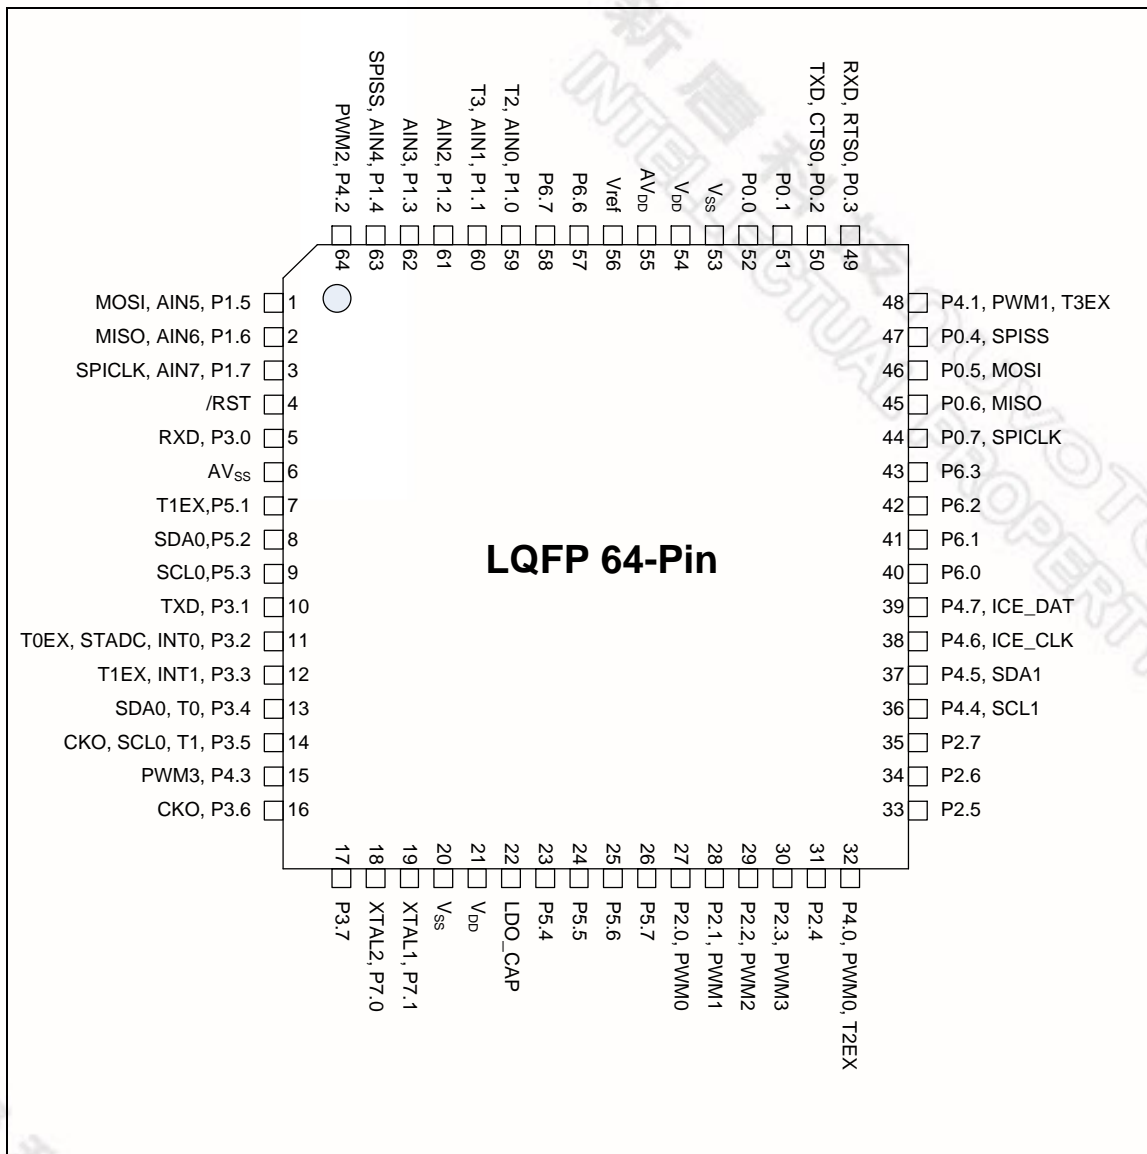 SPISS, AIN4, P1.4
PWM2, P4.2
AIN3, P1.3
AIN2, P1.2
T3, AIN1, P1.1
T2, AIN0, P1.0
P6.7
P6.6
Vref
AVDD
VDD
VSS
P0.0
P0.1
TXD, CTS0, P0.2
RXD, RTS0, P0.3
64 63 62 61 60 59 58 57 56 55 54 53 52 51 50 49
MOSI, AIN5, P1.5 1
MISO, AIN6, P1.6 2
SPICLK, AIN7, P1.7 3
/RST 4
RXD, P3.0 5
AVSS 6
T1EX,P5.1 7
SDA0,P5.2 8
SCL0,P5.3 9
TXD, P3.1 10
T0EX, STADC, INT0, P3.2 11
T1EX, INT1, P3.3 12
SDA0, T0, P3.4 13
CKO, SCL0, T1, P3.5 14
PWM3, P4.3 15
CKO, P3.6 16
LQFP 64-Pin
48 P4.1, PWM1, T3EX
47 P0.4, SPISS
46 P0.5, MOSI
45 P0.6, MISO
44 P0.7, SPICLK
43 P6.3
42 P6.2
41 P6.1
40 P6.0
39 P4.7, ICE_DAT
38 P4.6, ICE_CLK
37 P4.5, SDA1
36 P4.4, SCL1
35 P2.7
34 P2.6
33 P2.5
17 18 19 20 21 22 23 24 25 26 27 28 29 30 31 32
P3.7
XTAL2, P7.0
XTAL1, P7.1
VSS
VDD
LDO_CAP
P5.4
P5.5
P5.6
P5.7
P2.0, PWM0
P2.1, PWM1
P2.2, PWM2
P2.3, PWM3
P2.4
P4.0, PWM0, T2EX
新唐科技 NUVOTO
INTELLECTUAL PROPERTY